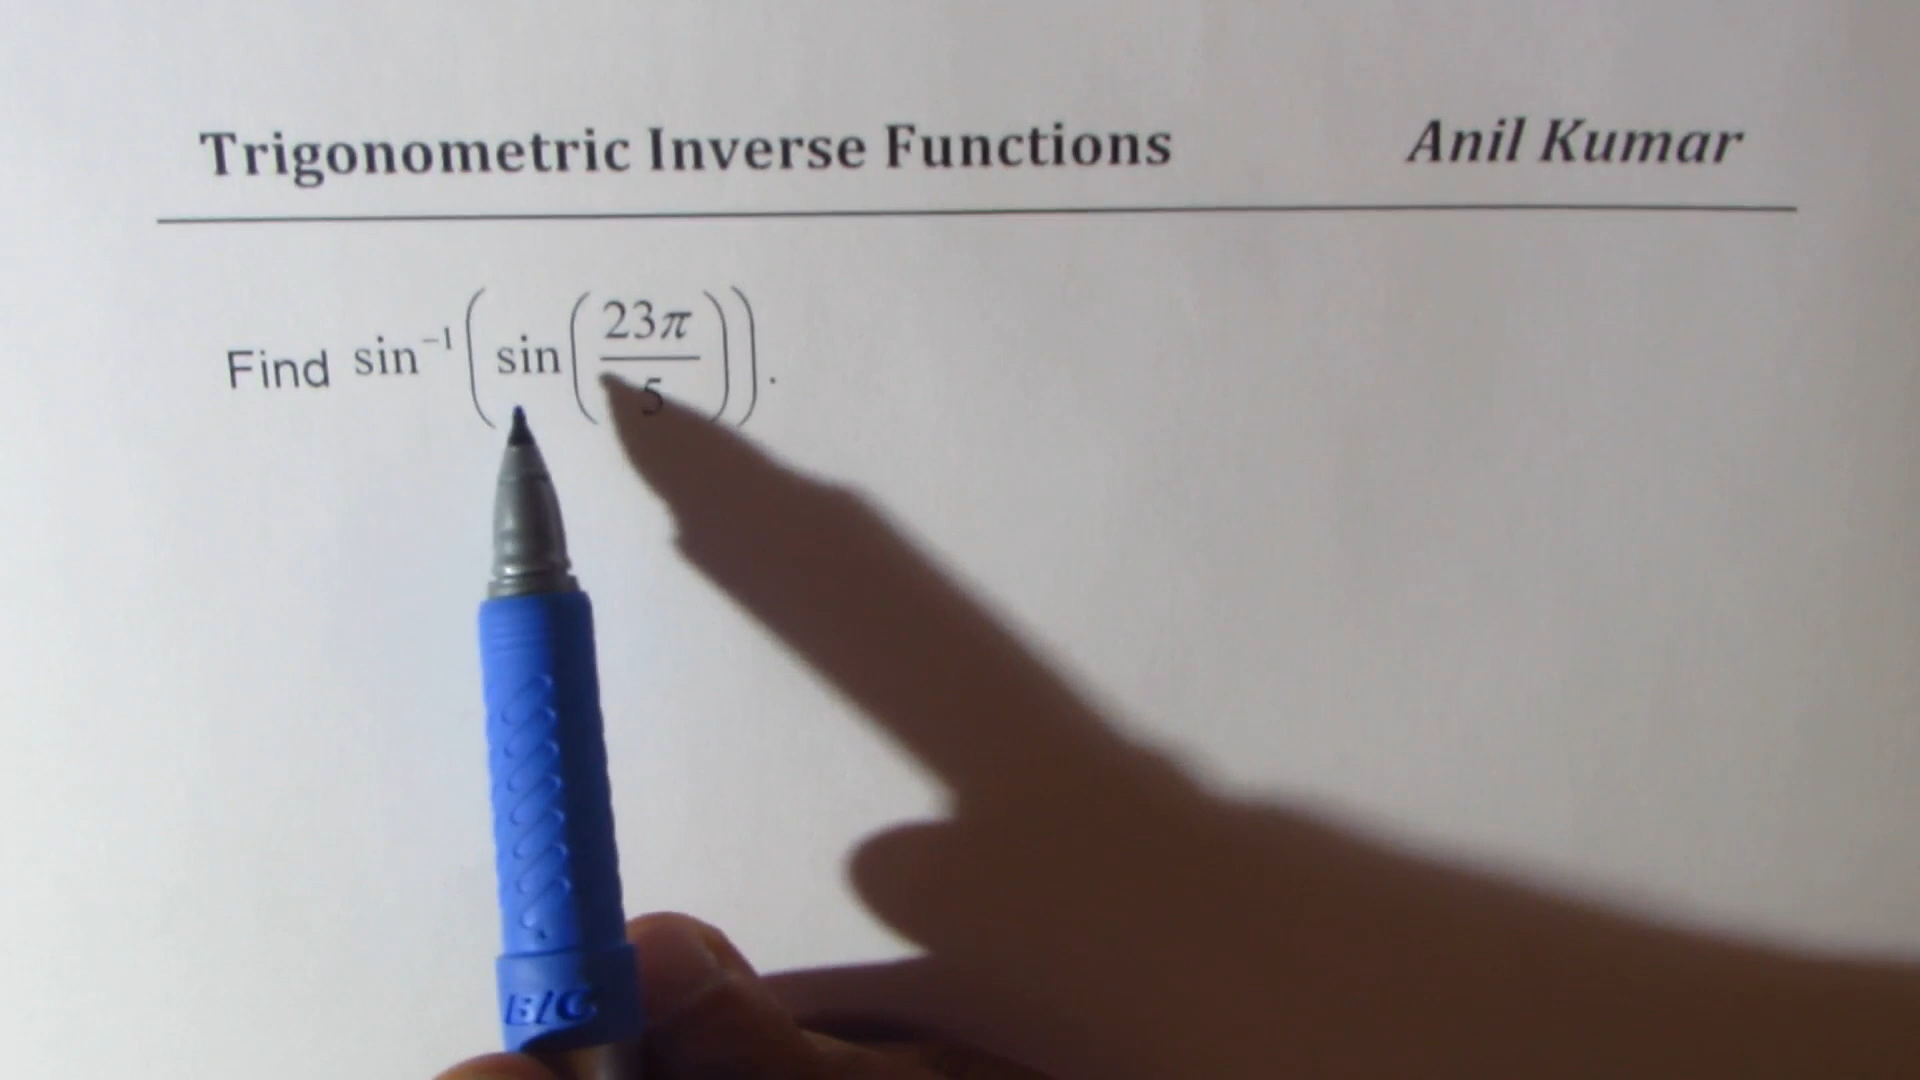 Trigonometric Inverse Functions Anil Kumar
Find sin⁻¹(sin(23π/5)).
BIC